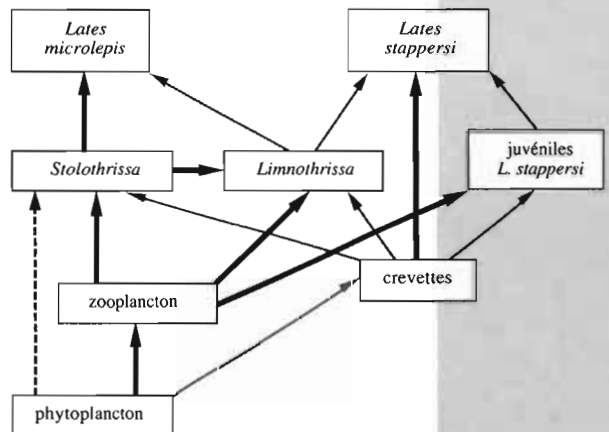 Lates
microlepis
Lates
stappersi
Stolothrissa
Limnothrissa
juvéniles
L. stappersi
zooplancton
crevettes
phytoplancton